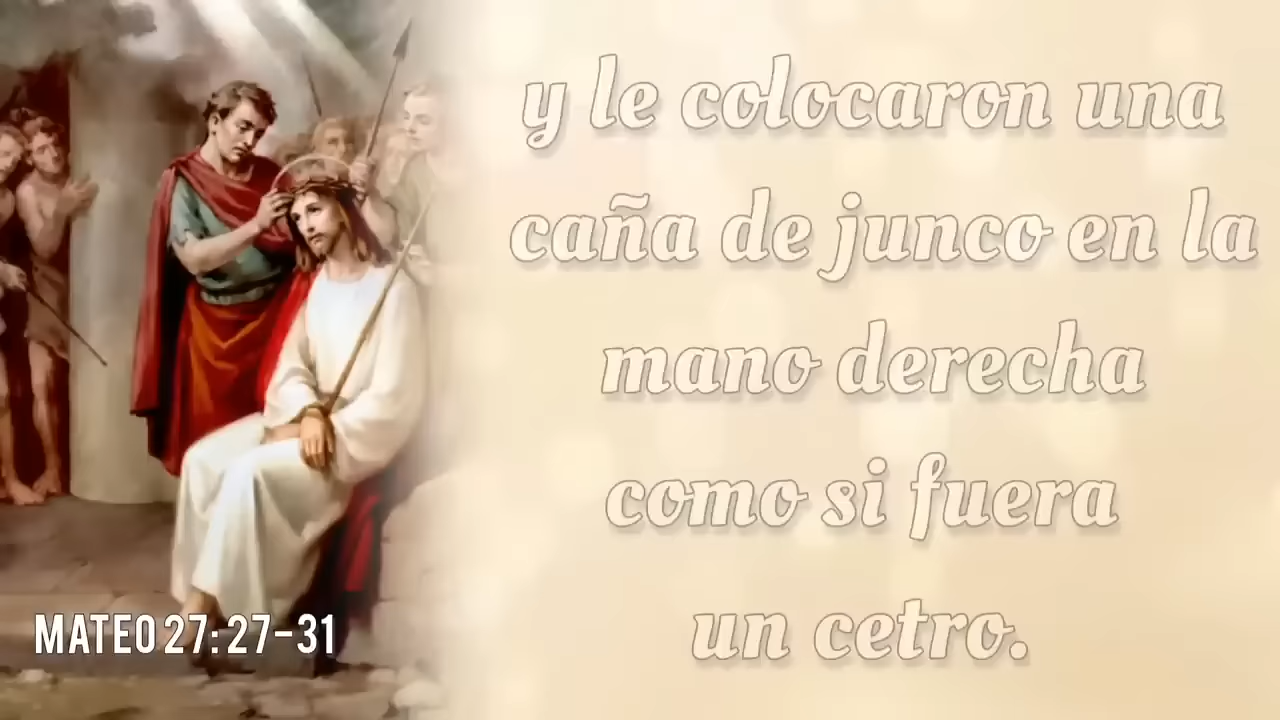 y le colocaron una
caña de junco en la
mano derecha
como si fuera
un cetro.
MATEO 27:27-31